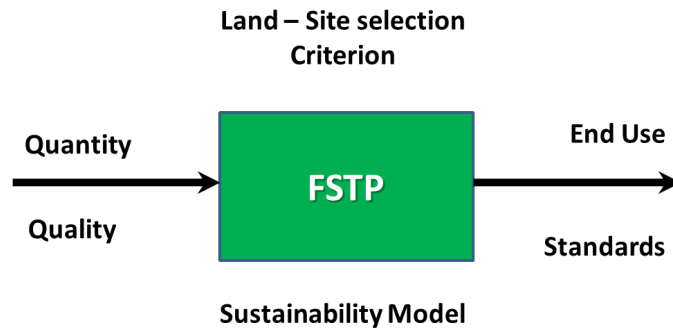 Land – Site selection
Criterion
Quantity
End Use
FSTP
Quality
Standards
Sustainability Model